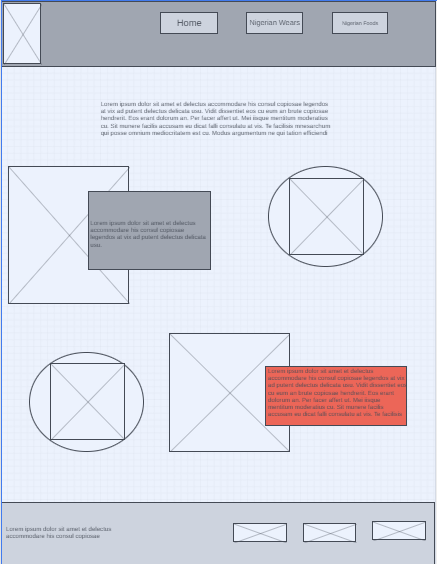 Home
Nigerian Wears
Nigerian Foods
Lorem ipsum dolor sit amet et delectus accommodare his consul copiosae legendos
at vix ad putent delectus delicata usu. Vidit dissentiet eos cu eum an brute copiosae
hendrerit. Eos erant dolorum an. Per facer affert ut. Mei iisque mentitum moderatius
cu. Sit munere facilis accusam eu dicat falli consulatu at vis. Te facilisis mnesarchum
qui posse omnium mediocritatem est cu. Modus argumentum ne qui tation efficiendi
Lorem ipsum dolor sit amet et delectus
accommodare his consul copiosae
legendos at vix ad putent delectus delicata
usu.
Lorem ipsum dolor sit amet et delectus
accommodare his consul copiosae legendos at vix
ad putent delectus delicata usu. Vidit dissentiet eos
cu eum an brute copiosae hendrerit. Eos erant
dolorum an. Per facer affert ut. Mei iisque
mentitum moderatius cu. Sit munere facilis
accusam eu dicat falli consulatu at vis. Te facilisis
Lorem ipsum dolor sit amet et delectus
accommodare his consul copiosae